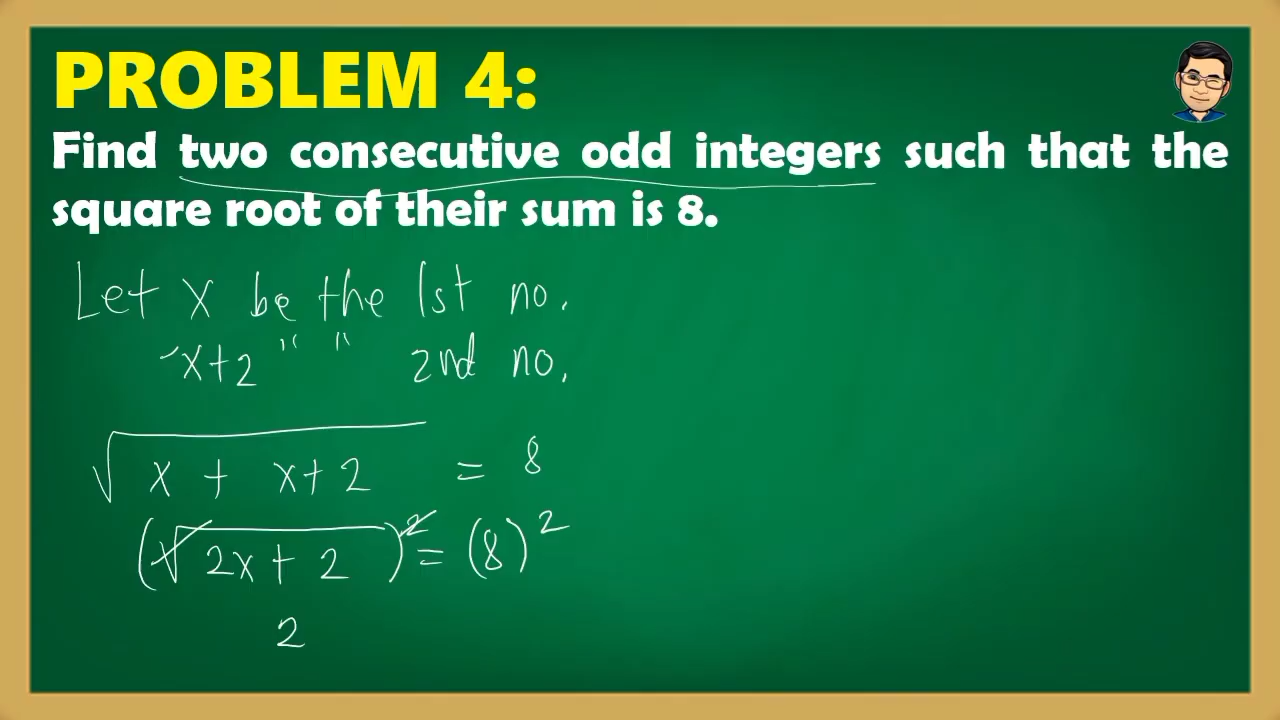 PROBLEM 4:
Find two consecutive odd integers such that the
square root of their sum is 8.
Let x be the 1st no.
x+2 " " 2nd no.
√(x + x+2) = 8
(√(2x+2))² = (8)²
2